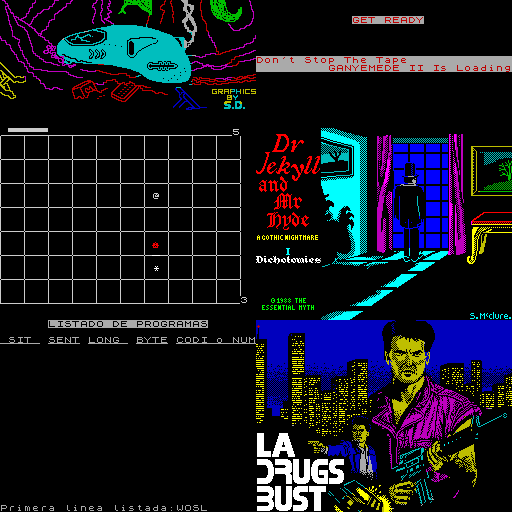 GRAPHICS
BY
S.D.
GET READY
Don't Stop The Tape
GANYEMEDE II Is Loading
5
@
*
*
3
Dr
Jekyll
and
Mr
Hyde
A GOTHIC NIGHTMARE
I
Dichotomies
©1988 THE
ESSENTIAL MYTH
S.McClure.
LISTADO DE PROGRAMAS
SIT SENT LONG BYTE CODI o NUM
Primera linea listada:WOSL
LA
DRUGS
BUST